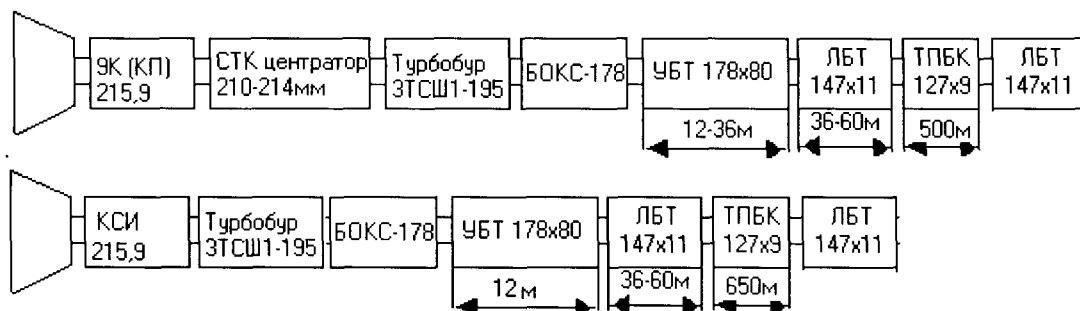 9К (КП)
215,9
СТК центратор
210-214мм
Турбобур
3ТСШ1-195
БОКС-178
УБТ 178х80
ЛБТ
147х11
ТПБК
127х9
ЛБТ
147х11
12-36м
36-60м
500м
КСИ
215,9
Турбобур
3ТСШ1-195
БОКС-178
УБТ 178х80
ЛБТ
147х11
ТПБК
127х9
ЛБТ
147х11
12м
36-60м
650м